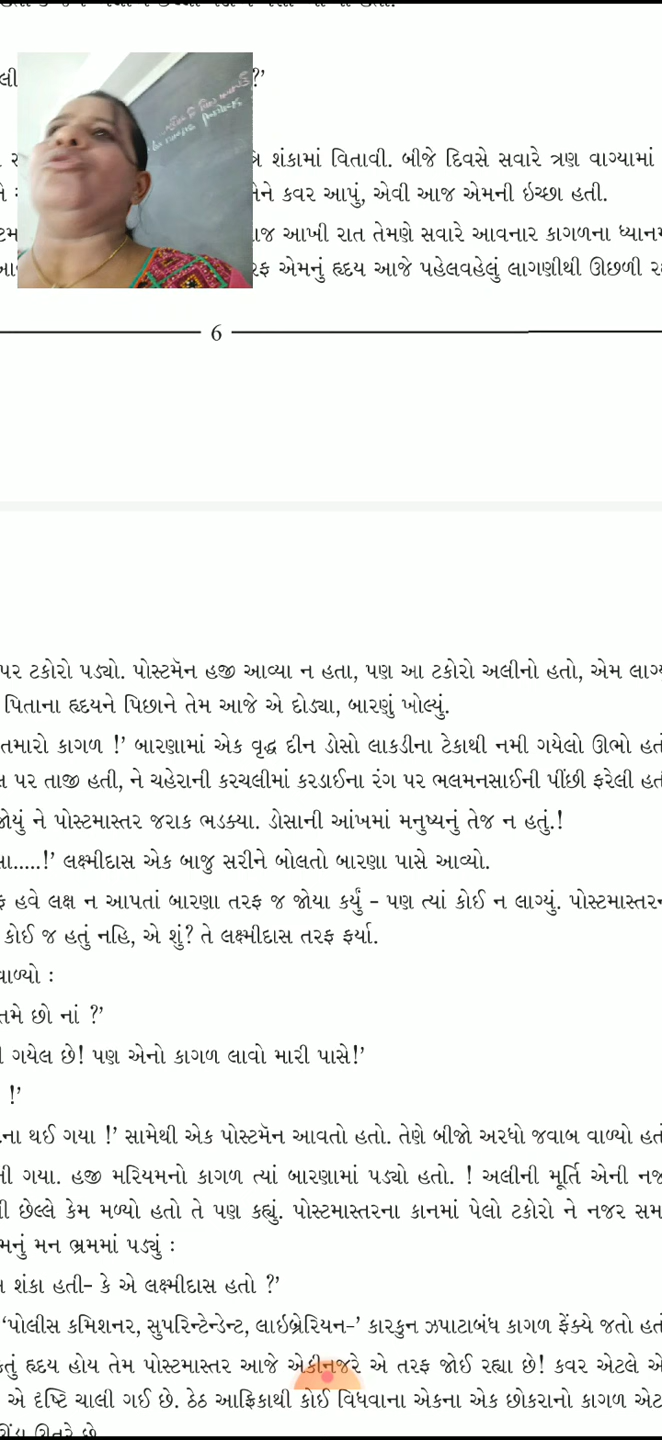 લી ?'
ત્રિ શંકામાં વિતાવી. બીજે દિવસે સવારે ત્રણ વાગ્યામાં
ને કવર આપું, એવી આજ એમની ઇચ્છા હતી.
આખી રાત તેમણે સવારે આવનાર કાગળના
એમનું હૃદય આજે પહેલવહેલું લાગણીથી ઊછળી
6
પર ટકોરો પડ્યો. પોસ્ટમૅન હજી આવ્યા ન હતા, પણ આ ટકોરો અલીનો હતો, એમ
પિતાના હૃદયને પિછાને તેમ આજે એ દોડ્યા, બારણું ખોલ્યું.
તમારો કાગળ !' બારણામાં એક વૃદ્ધ દીન ડોસો લાકડીના ટેકાથી નમી ગયેલો ઊભો
પર તાજી હતી, ને ચહેરાની કરચલીમાં કરડાઈના રંગ પર ભલમનસાઈની પીંછી ફરેલી
જોયું ને પોસ્ટમાસ્તર જરાક ભડક્યા. ડોસાની આંખમાં મનુષ્યનું તેજ ન હતું.!
સા.....!' લક્ષ્મીદાસ એક બાજુ સરીને બોલતો બારણા પાસે આવ્યો.
હવે લક્ષ ન આપતાં બારણા તરફ જ જોયા કર્યું - પણ ત્યાં કોઈ ન લાગ્યું. પોસ્ટમાસ્તર
કોઈ જ હતું નહિ, એ શું? તે લક્ષ્મીદાસ તરફ ફર્યા.
વાળ્યો :
તમે છો નાં ?'
ગયેલ છે! પણ એનો કાગળ લાવો મારી પાસે!'
!'
ના થઈ ગયા !' સામેથી એક પોસ્ટમૅન આવતો હતો. તેણે બીજો અરધો જવાબ વાળ્યો
ગયા. હજી મરિયમનો કાગળ ત્યાં બારણામાં પડ્યો હતો. ! અલીની મૂર્તિ એની
છેલ્લે કેમ મળ્યો હતો તે પણ કહ્યું. પોસ્ટમાસ્તરના કાનમાં પેલો ટકોરો ને નજર
મનું મન ભ્રમમાં પડ્યું :
શંકા હતી- કે એ લક્ષ્મીદાસ હતો ?'
'પોલીસ કમિશનર, સુપરિન્ટેન્ડેન્ટ, લાઇબ્રેરિયન-' કારકુન ઝપાટાબંધ કાગળ ફેંક્યે જતો
હૃદય હોય તેમ પોસ્ટમાસ્તર આજે એકીનજરે એ તરફ જોઈ રહ્યા છે! કવર એટલે
એ દૃષ્ટિ ચાલી ગઈ છે. ઠેઠ આફ્રિકાથી કોઈ વિધવાના એકના એક છોકરાનો કાગળ